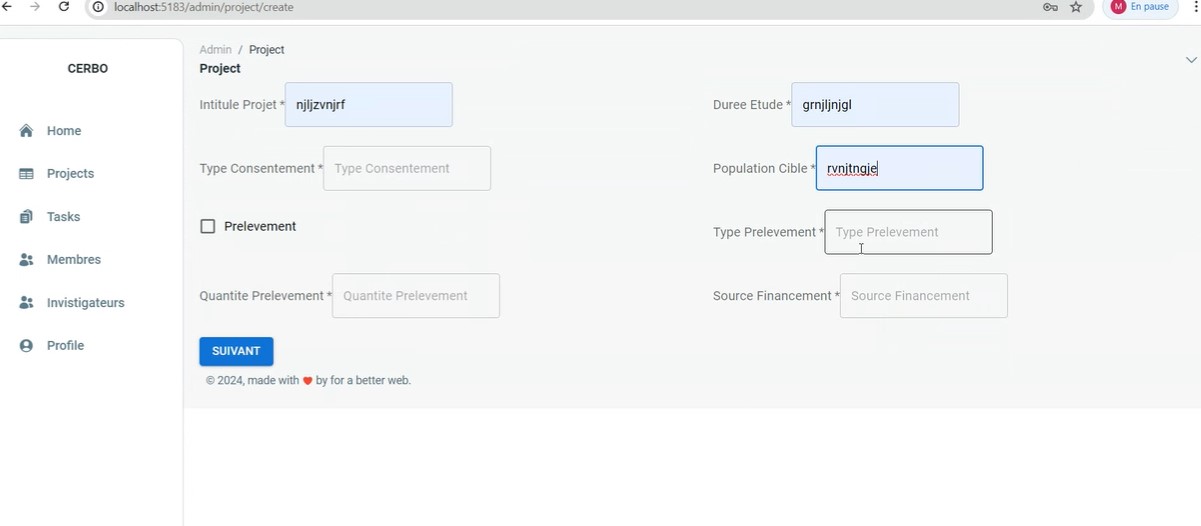 localhost:5183/admin/project/create
M En pause
CERBO
Home
Projects
Tasks
Membres
Invistigateurs
Profile
Admin / Project
Project
Intitule Projet * njljzvnjrf
Duree Etude * grnjljnjgl
Type Consentement * Type Consentement
Population Cible * rvnjtngje
Prelevement
Type Prelevement * Type Prelevement
Quantite Prelevement * Quantite Prelevement
Source Financement * Source Financement
SUIVANT
© 2024, made with ❤ by for a better web.